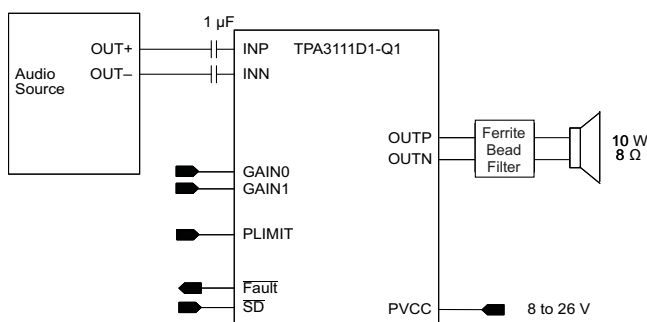 1 µF
OUT+
INP
TPA3111D1-Q1
Audio
Source
OUT–
INN
OUTP
OUTN
Ferrite
Bead
Filter
10 W
8 Ω
GAIN0
GAIN1
PLIMIT
Fault
SD
PVCC
8 to 26 V